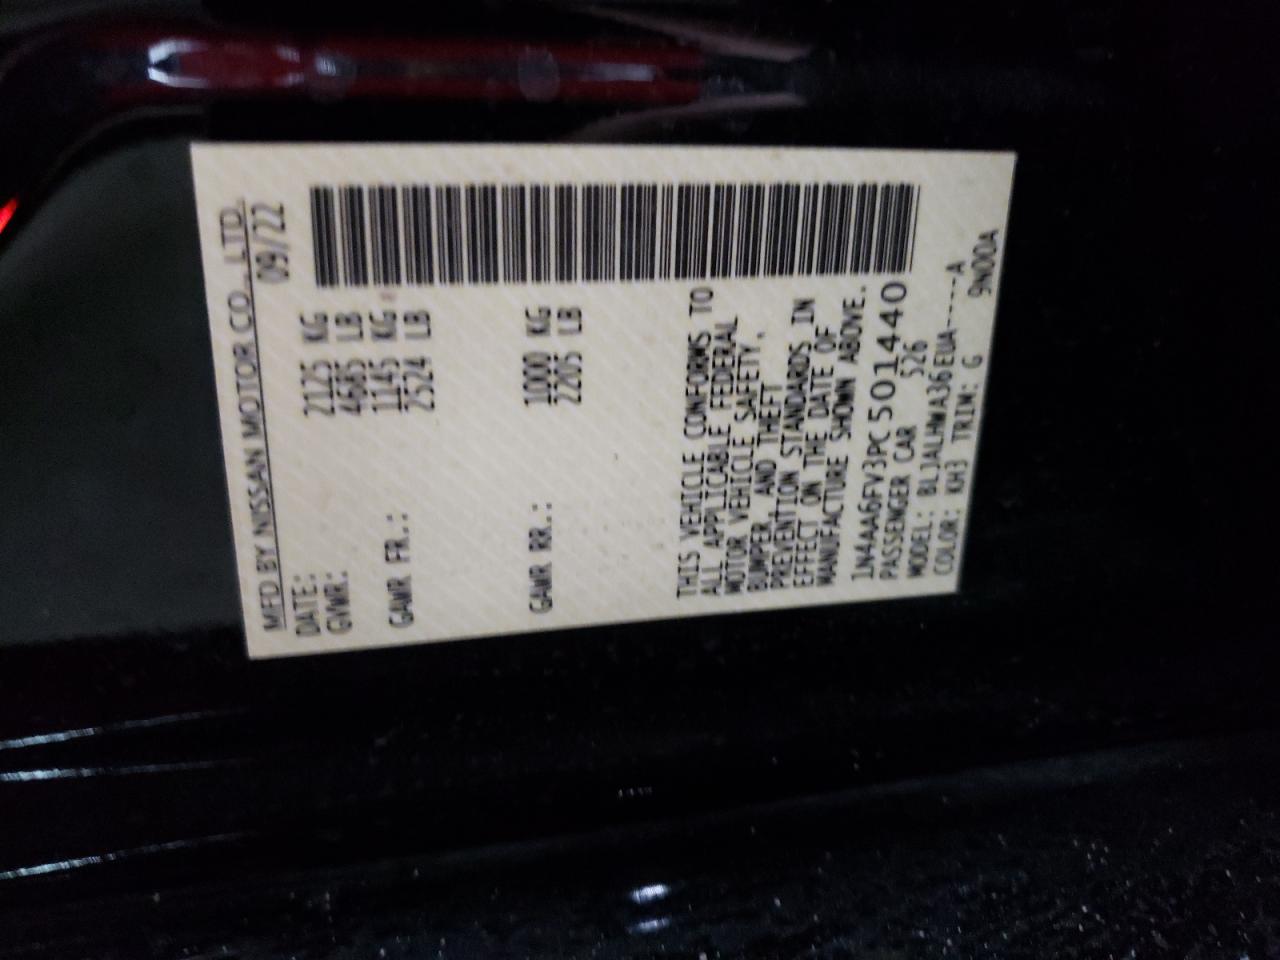 MFD BY NISSAN MOTOR CO., LTD.
DATE: 09/22
GVWR: 2125 KG
4685 LB
GAWR FR.: 1145 KG
2524 LB
GAWR RR.: 1000 KG
2205 LB
THIS VEHICLE CONFORMS TO
ALL APPLICABLE FEDERAL
MOTOR VEHICLE SAFETY,
BUMPER, AND THEFT
PREVENTION STANDARDS IN
EFFECT ON THE DATE OF
MANUFACTURE SHOWN ABOVE.
1N4AA6FV3PC501440
PASSENGER CAR 526
MODEL: BLJALHWA36EUA-----A
COLOR: KH3 TRIM: G 9N00A